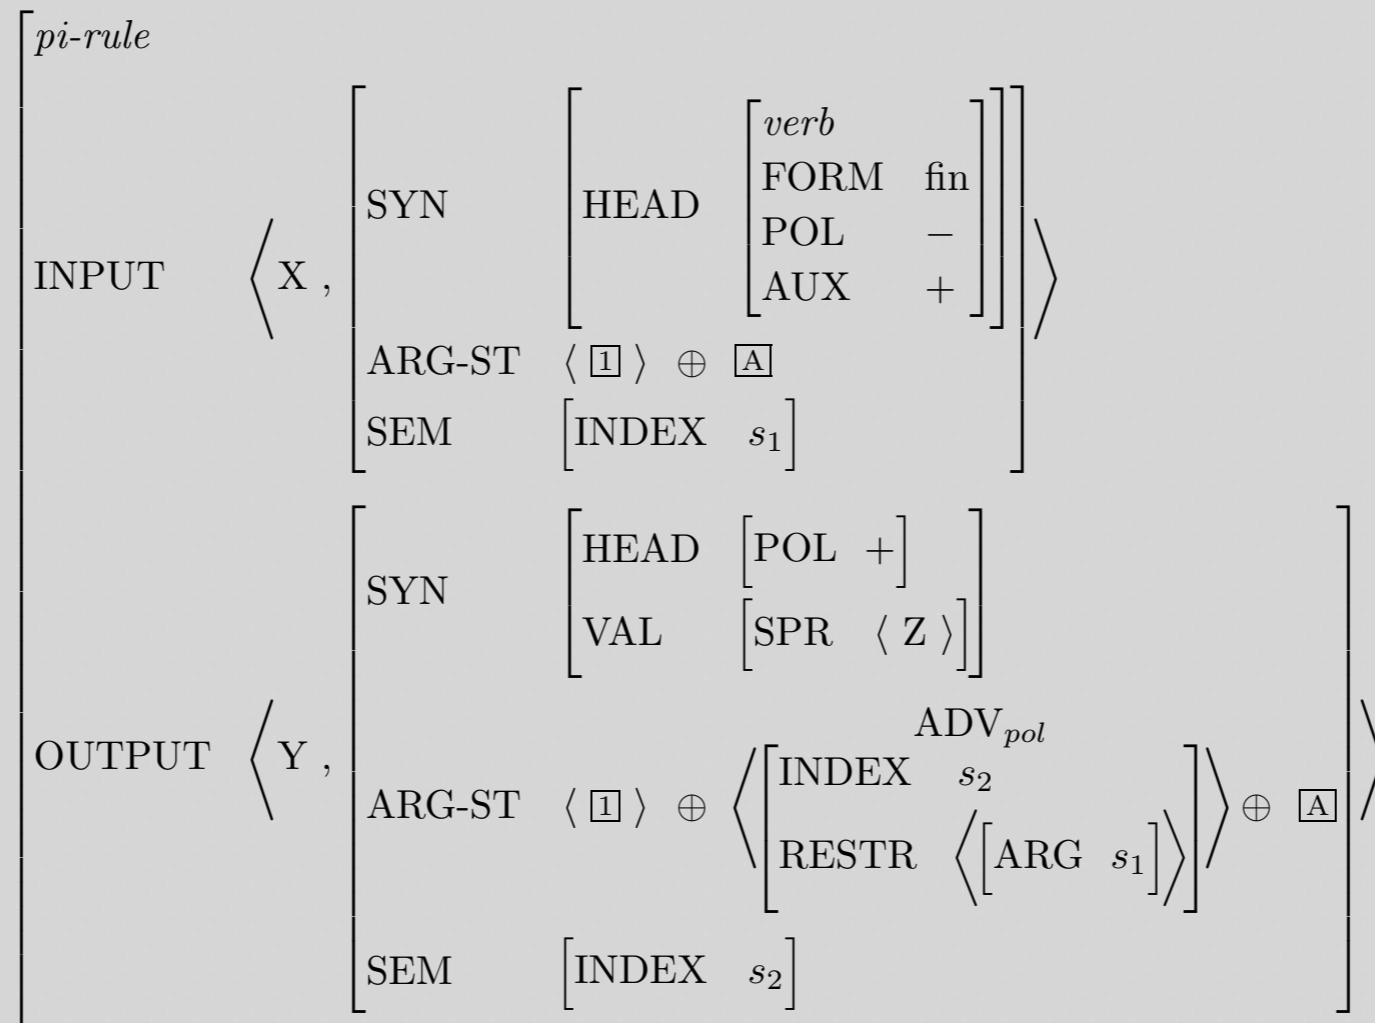 pi-rule
verb
FORM fin
SYN HEAD POL −
AUX +
INPUT ⟨ X ,
ARG-ST ⟨ 1 ⟩ ⊕ A
SEM [INDEX s₁] ⟩
HEAD [POL +]
SYN
VAL [SPR ⟨ Z ⟩]
ADVpol
OUTPUT ⟨ Y , INDEX s₂
ARG-ST ⟨ 1 ⟩ ⊕ ⟨ ⟩ ⊕ A ⟩
RESTR ⟨[ARG s₁]⟩
SEM [INDEX s₂]